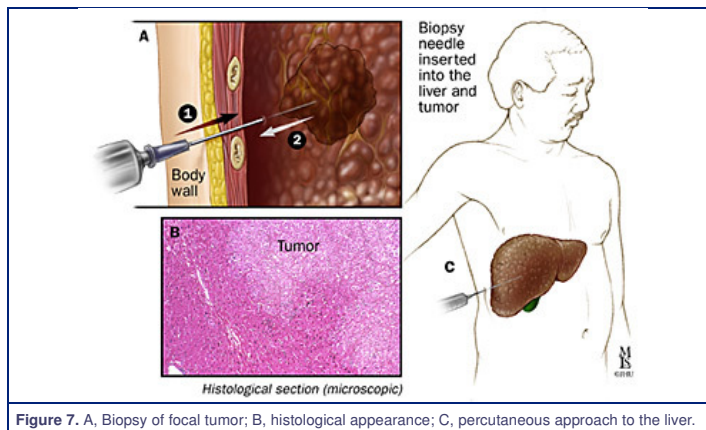 A
1
2
Body
wall
B
Tumor
Histological section (microscopic)
Biopsy
needle
inserted
into the
liver and
tumor
C
©JHU
Figure 7. A, Biopsy of focal tumor; B, histological appearance; C, percutaneous approach to the liver.